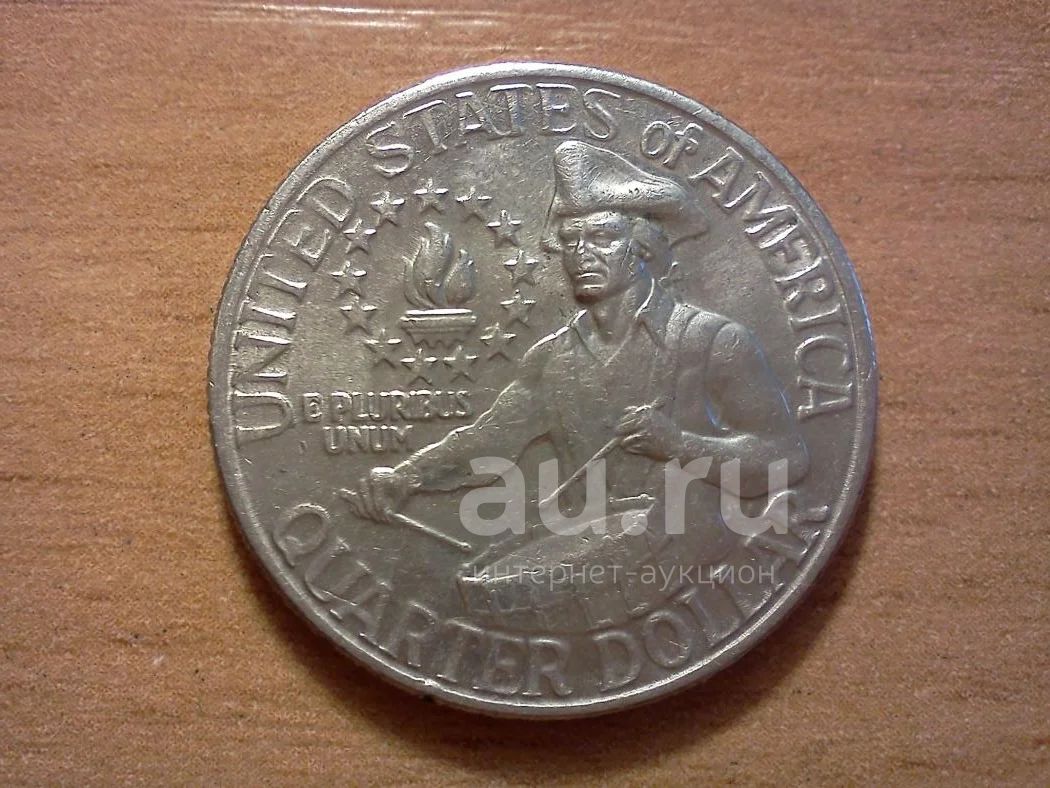 UNITED STATES of AMERICA
E PLURIBUS
UNUM
QUARTER DOLLAR
au.ru
интернет-аукцион